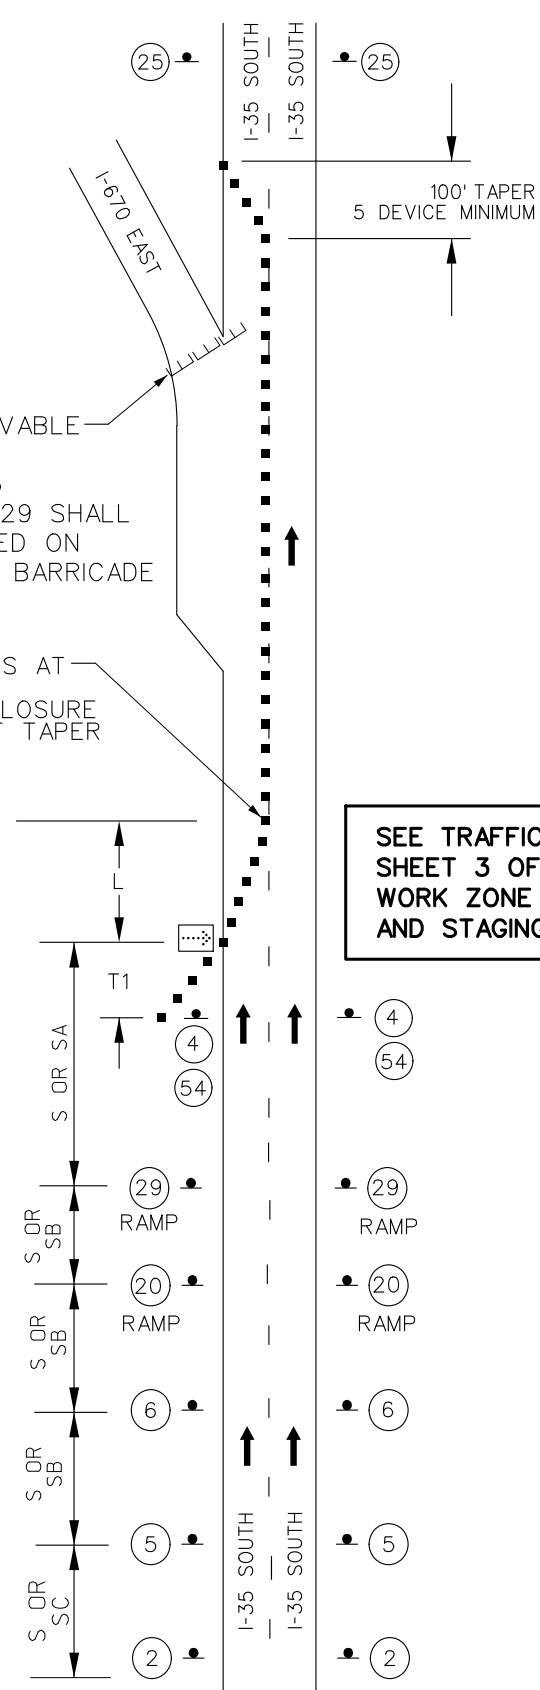 I-35 SOUTH
I-35 SOUTH
25
25
100' TAPER
5 DEVICE MINIMUM
I-670 EAST
VABLE
29 SHALL
ED ON
BARRICADE
S AT
LOSURE
T TAPER
L
SEE TRAFFIC
SHEET 3 OF
WORK ZONE
AND STAGING
T1
4
4
54
54
S OR SA
29
RAMP
29
RAMP
S OR
SB
20
RAMP
20
RAMP
S OR
SB
6
6
S OR
SB
I-35 SOUTH
I-35 SOUTH
5
5
S OR
SC
2
2